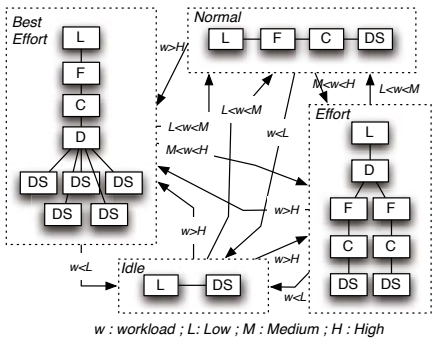 Best
Effort
L
F
C
D
DS DS DS
DS DS
Normal
L F C DS
w>H
M<w<H
L<w<M
L<w<M
L<w<M
w<L
M<w<H
Effort
L
D
F F
C C
DS DS
w>H
w>H
w>H
w<L
w<L
Idle
L DS
w : workload ; L: Low ; M : Medium ; H : High